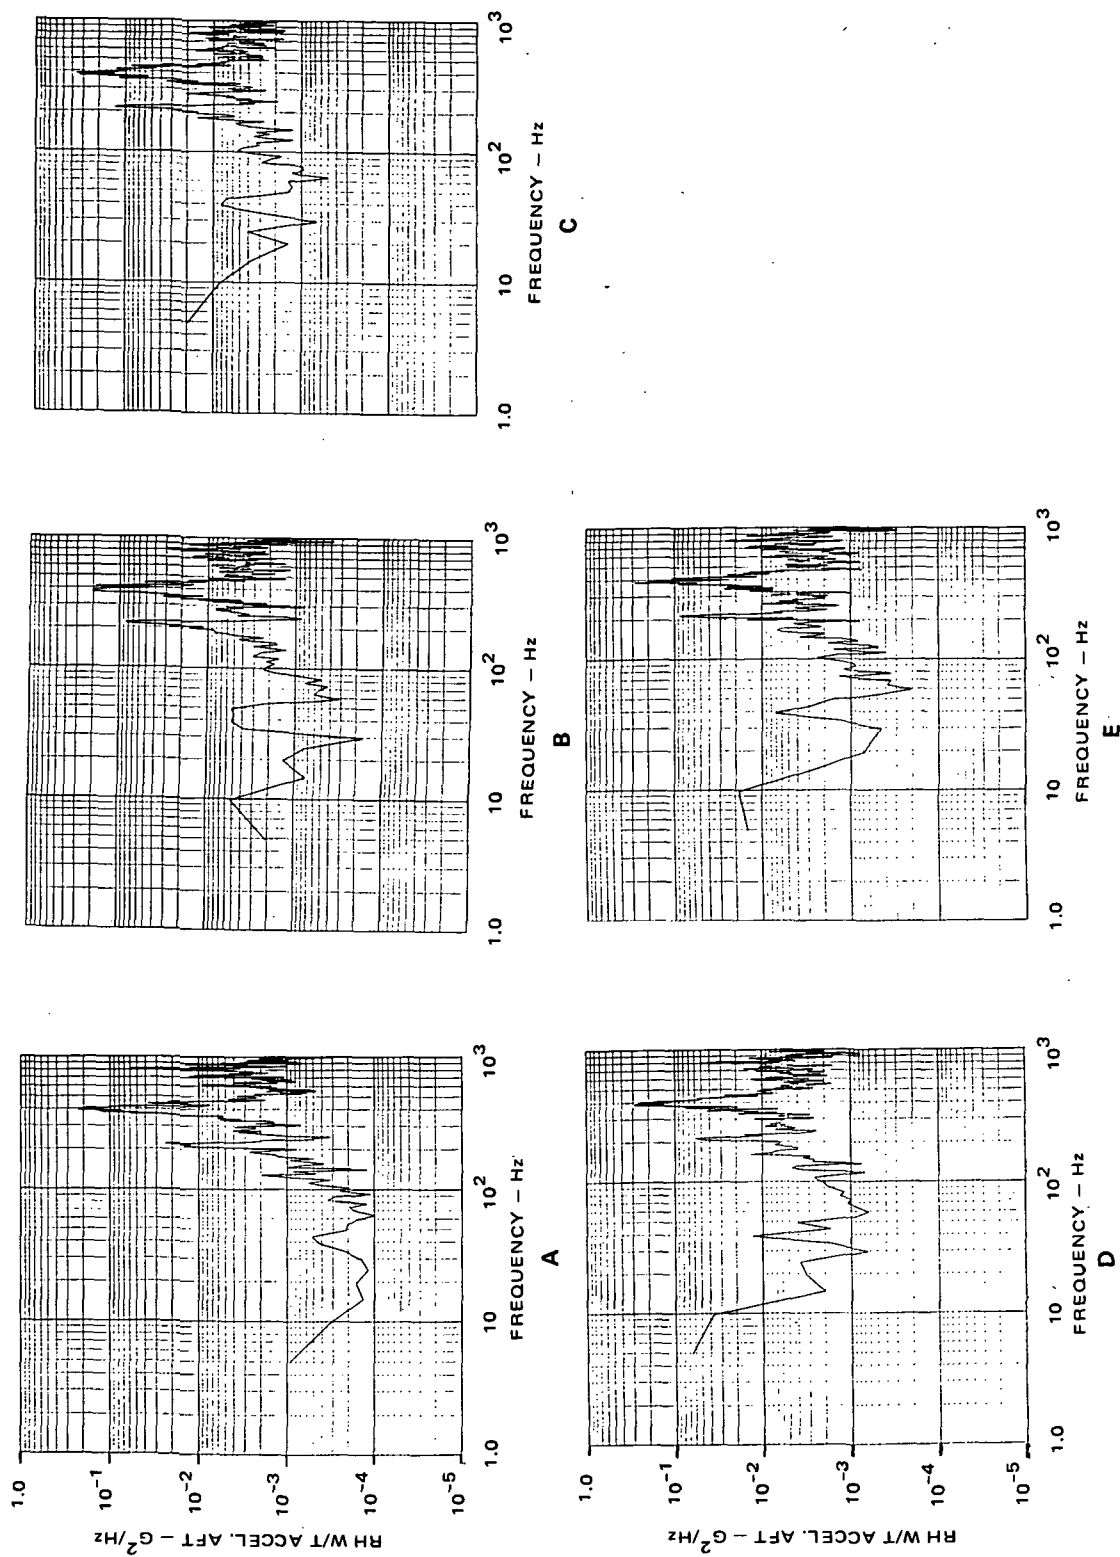 RH W/T ACCEL. AFT – G²/Hz
1.0
10⁻¹
10⁻²
10⁻³
10⁻⁴
10⁻⁵
1.0
10
10²
10³
FREQUENCY – Hz
A
1.0
10
10²
10³
FREQUENCY – Hz
B
1.0
10
10²
10³
FREQUENCY – Hz
C
RH W/T ACCEL. AFT – G²/Hz
1.0
10⁻¹
10⁻²
10⁻³
10⁻⁴
10⁻⁵
1.0
10
10²
10³
FREQUENCY – Hz
D
1.0
10
10²
10³
FREQUENCY – Hz
E